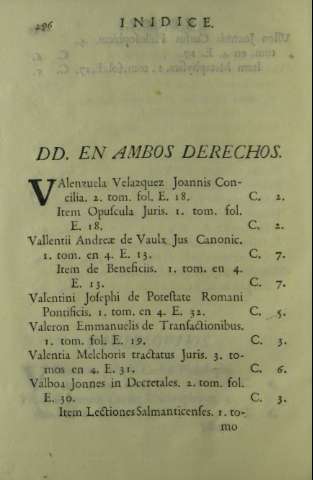 296
INIDICE.
DD. EN AMBOS DERECHOS.
VAlenzuela Velazquez Joannis Con-
cilia. 2. tom. fol. E. 18. C. 2.
Item Opuscula Juris. 1. tom. fol.
E. 18. C. 2.
Vallentii Andreæ de Vaulx Jus Canonic.
1. tom. en 4. E. 13. C. 7.
Item de Beneficiis. 1. tom. en 4.
E. 13. C. 7.
Valentini Josephi de Potestate Romani
Pontificis. 1. tom. en 4. E. 32. C. 5.
Valeron Emmanuelis de Transactionibus.
1. tom. fol. E. 19. C. 3.
Valentia Melchoris tractatus Juris. 3. to-
mos en 4. E. 31. C. 6.
Valboa Jonnes in Decretales. 2. tom. fol.
E. 30. C. 3.
Item Lectiones Salmanticenses. 1. to-
mo